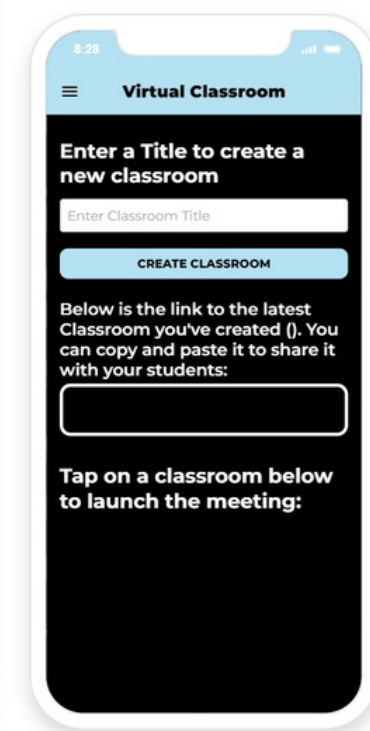 8:28
Virtual Classroom
Enter a Title to create a
new classroom
Enter Classroom Title
CREATE CLASSROOM
Below is the link to the latest
Classroom you've created (). You
can copy and paste it to share it
with your students:
Tap on a classroom below
to launch the meeting: